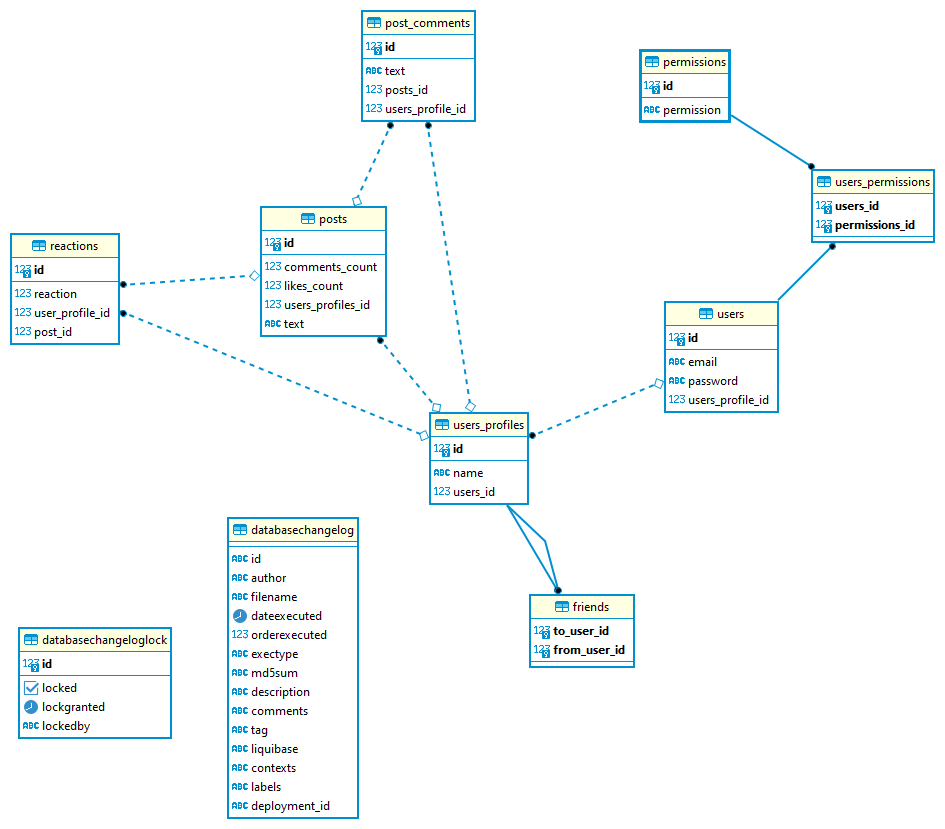 post_comments
123 id
ABC text
123 posts_id
123 users_profile_id
permissions
123 id
ABC permission
users_permissions
123 users_id
123 permissions_id
posts
123 id
123 comments_count
123 likes_count
123 users_profiles_id
ABC text
reactions
123 id
123 reaction
123 user_profile_id
123 post_id
users
123 id
ABC email
ABC password
123 users_profile_id
users_profiles
123 id
ABC name
123 users_id
databasechangelog
ABC id
ABC author
ABC filename
dateexecuted
123 orderexecuted
ABC exectype
ABC md5sum
ABC description
ABC comments
ABC tag
ABC liquibase
ABC contexts
ABC labels
ABC deployment_id
friends
123 to_user_id
123 from_user_id
databasechangeloglock
123 id
locked
lockgranted
ABC lockedby